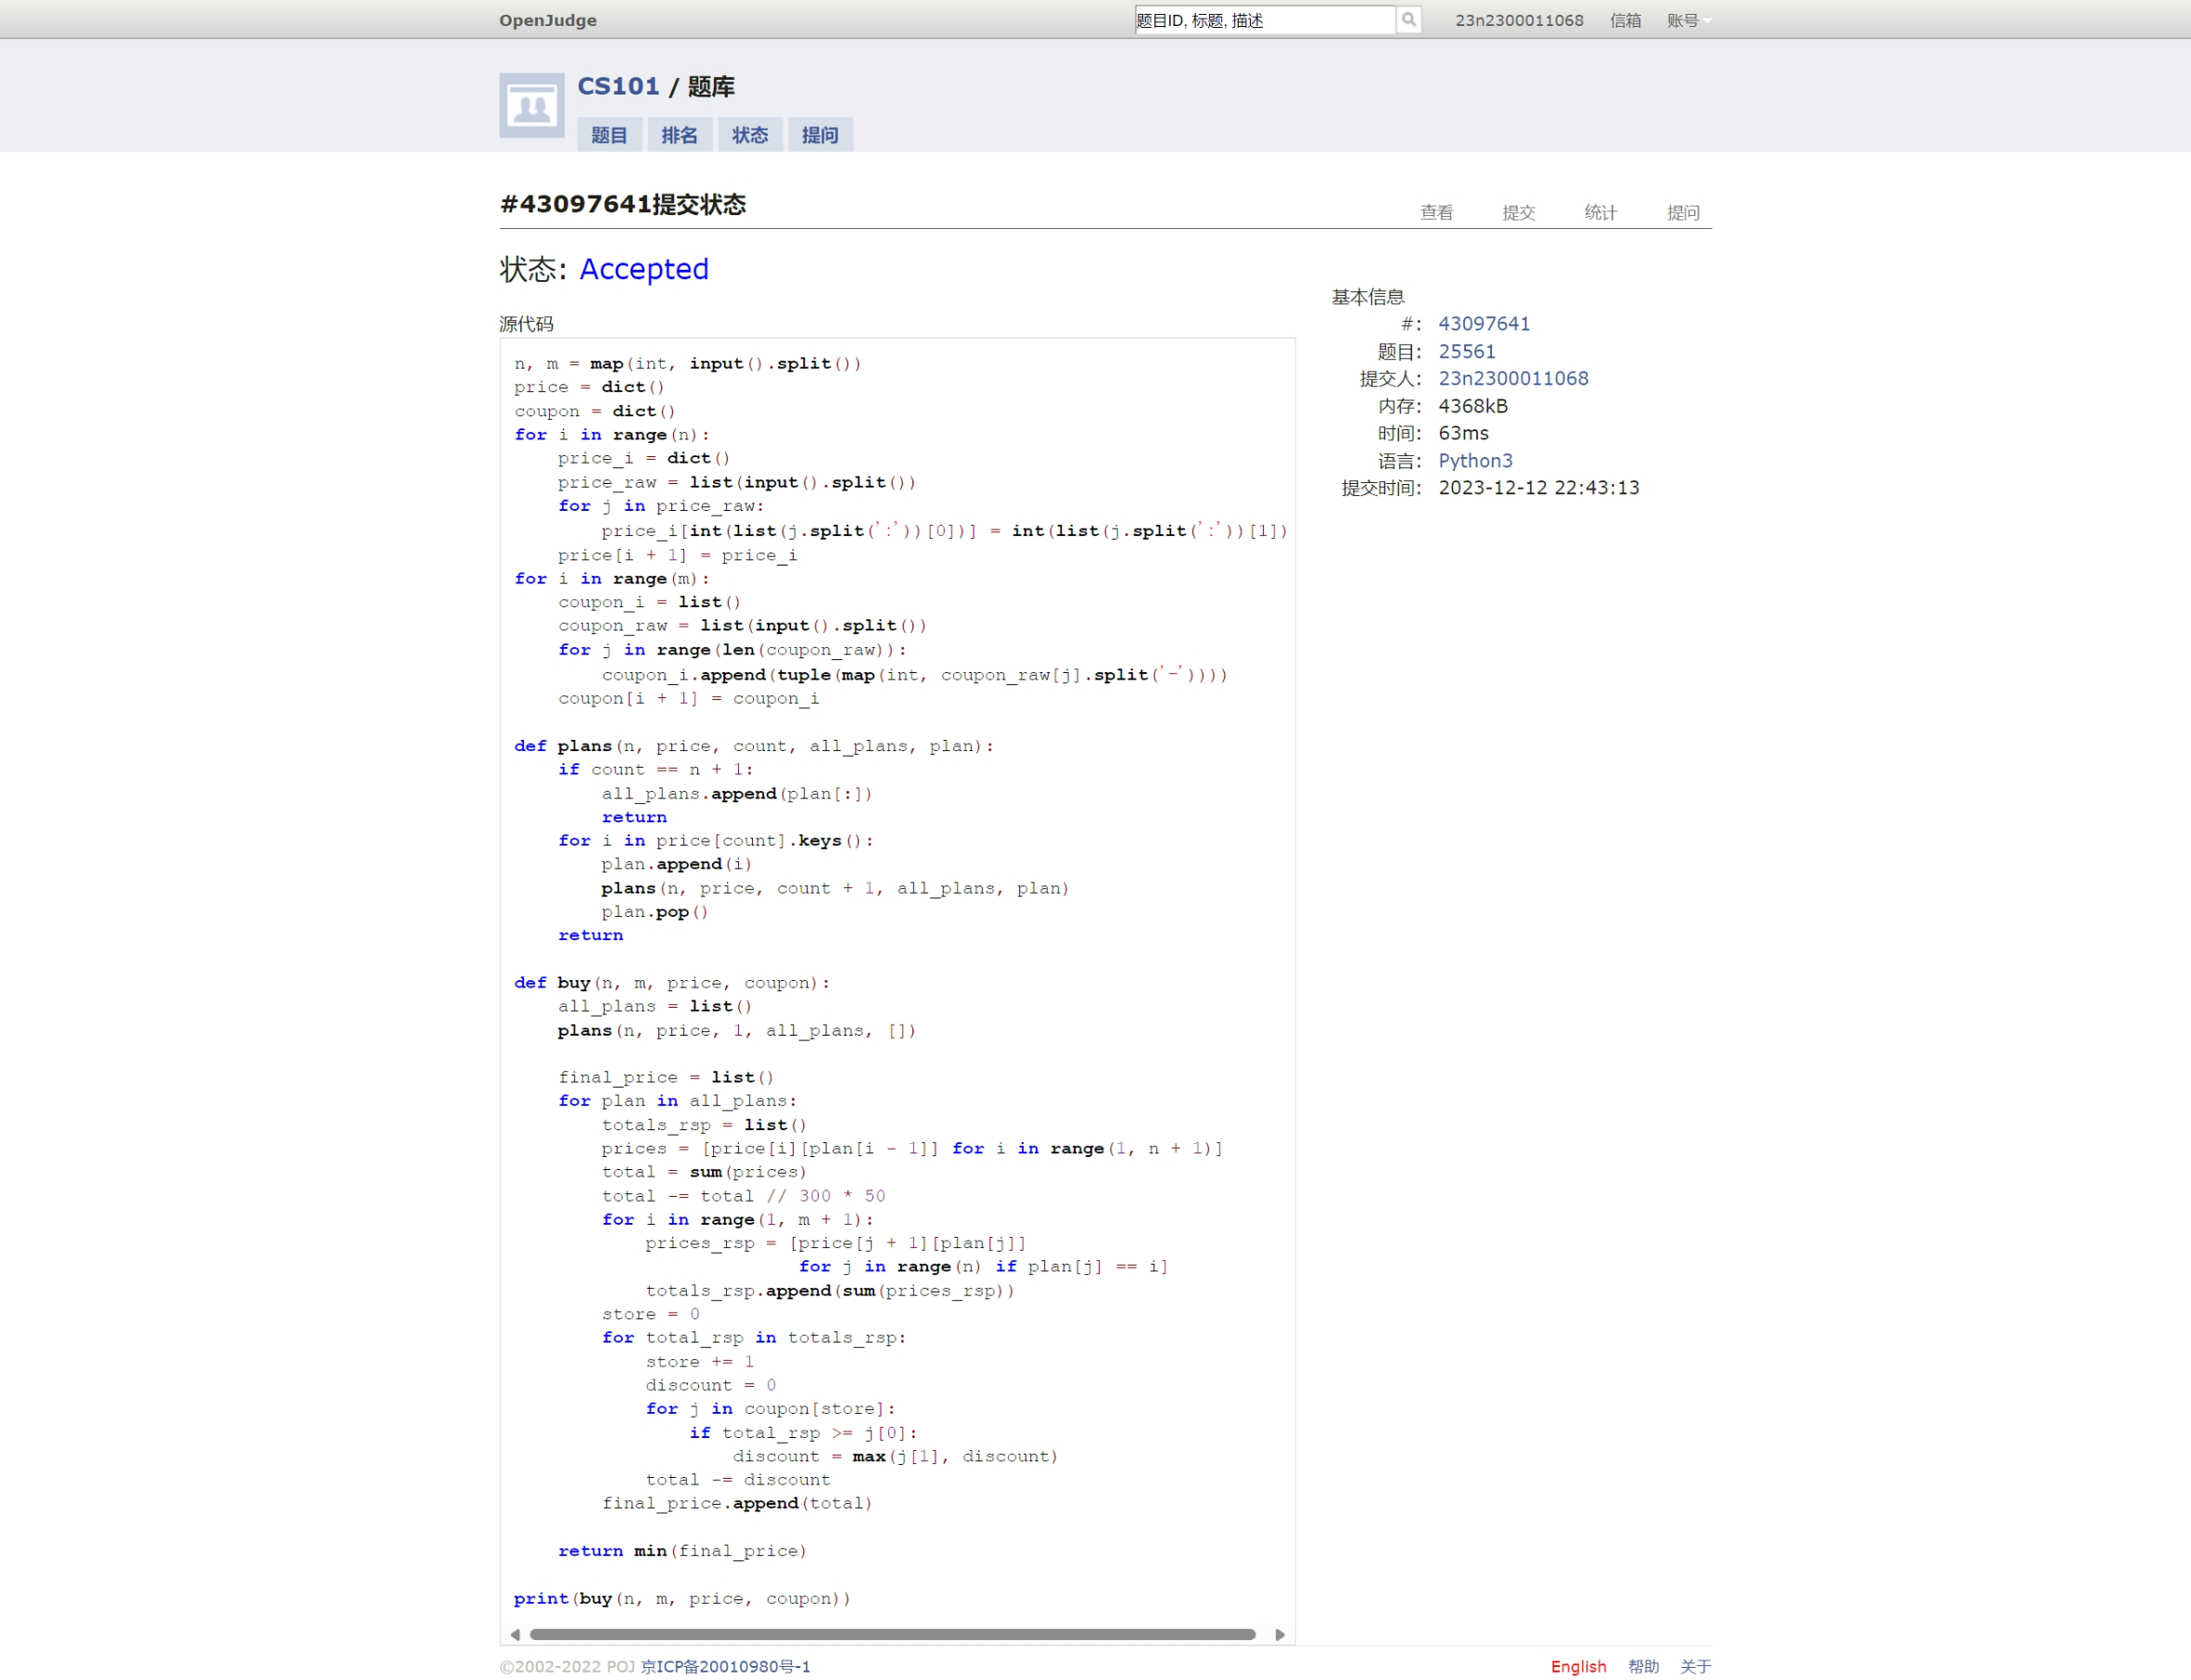 OpenJudge
题目ID, 标题, 描述
23n2300011068 信箱 账号
CS101 / 题库
题目 排名 状态 提问
#43097641提交状态
查看 提交 统计 提问
状态: Accepted
源代码
n, m = map(int, input().split())
price = dict()
coupon = dict()
for i in range(n):
    price_i = dict()
    price_raw = list(input().split())
    for j in price_raw:
        price_i[int(list(j.split(':'))[0])] = int(list(j.split(':'))[1])
    price[i + 1] = price_i
for i in range(m):
    coupon_i = list()
    coupon_raw = list(input().split())
    for j in range(len(coupon_raw)):
        coupon_i.append(tuple(map(int, coupon_raw[j].split('-'))))
    coupon[i + 1] = coupon_i

def plans(n, price, count, all_plans, plan):
    if count == n + 1:
        all_plans.append(plan[:])
        return
    for i in price[count].keys():
        plan.append(i)
        plans(n, price, count + 1, all_plans, plan)
        plan.pop()
    return

def buy(n, m, price, coupon):
    all_plans = list()
    plans(n, price, 1, all_plans, [])

    final_price = list()
    for plan in all_plans:
        totals_rsp = list()
        prices = [price[i][plan[i - 1]] for i in range(1, n + 1)]
        total = sum(prices)
        total -= total // 300 * 50
        for i in range(1, m + 1):
            prices_rsp = [price[j + 1][plan[j]]
                          for j in range(n) if plan[j] == i]
            totals_rsp.append(sum(prices_rsp))
        store = 0
        for total_rsp in totals_rsp:
            store += 1
            discount = 0
            for j in coupon[store]:
                if total_rsp >= j[0]:
                    discount = max(j[1], discount)
            total -= discount
        final_price.append(total)

    return min(final_price)

print(buy(n, m, price, coupon))
基本信息
#: 43097641
题目: 25561
提交人: 23n2300011068
内存: 4368kB
时间: 63ms
语言: Python3
提交时间: 2023-12-12 22:43:13
©2002-2022 POJ 京ICP备20010980号-1
English 帮助 关于